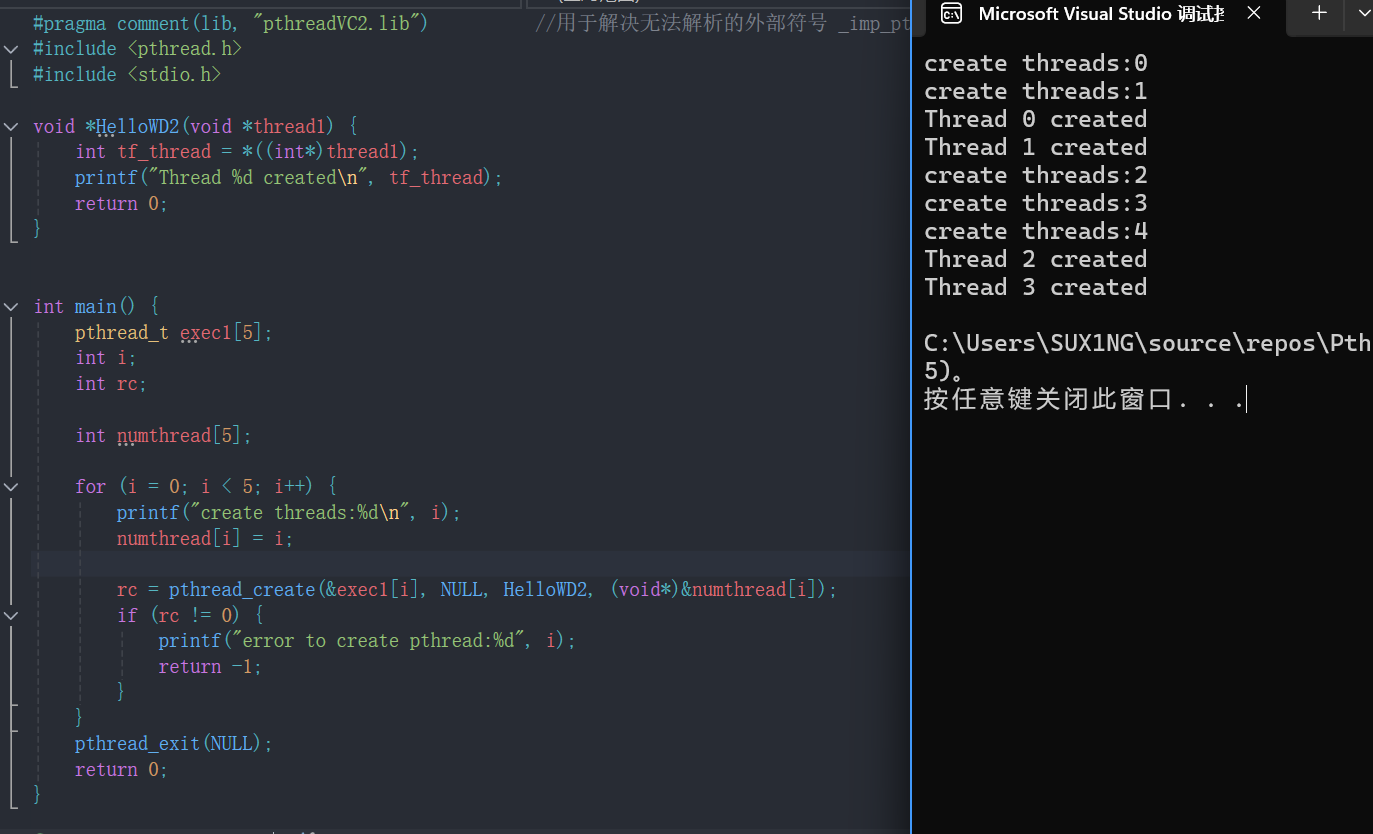 #pragma comment(lib, "pthreadVC2.lib") //用于解决无法解析的外部符号 _imp_pt
#include <pthread.h>
#include <stdio.h>
void *HelloWD2(void *thread1) {
int tf_thread = *((int*)thread1);
printf("Thread %d created\n", tf_thread);
return 0;
}
int main() {
pthread_t exec1[5];
int i;
int rc;
int numthread[5];
for (i = 0; i < 5; i++) {
printf("create threads:%d\n", i);
numthread[i] = i;
rc = pthread_create(&exec1[i], NULL, HelloWD2, (void*)&numthread[i]);
if (rc != 0) {
printf("error to create pthread:%d", i);
return -1;
}
}
pthread_exit(NULL);
return 0;
}
Microsoft Visual Studio 调试
create threads:0
create threads:1
Thread 0 created
Thread 1 created
create threads:2
create threads:3
create threads:4
Thread 2 created
Thread 3 created
C:\Users\SUX1NG\source\repos\Pth
5)。
按任意键关闭此窗口. . .